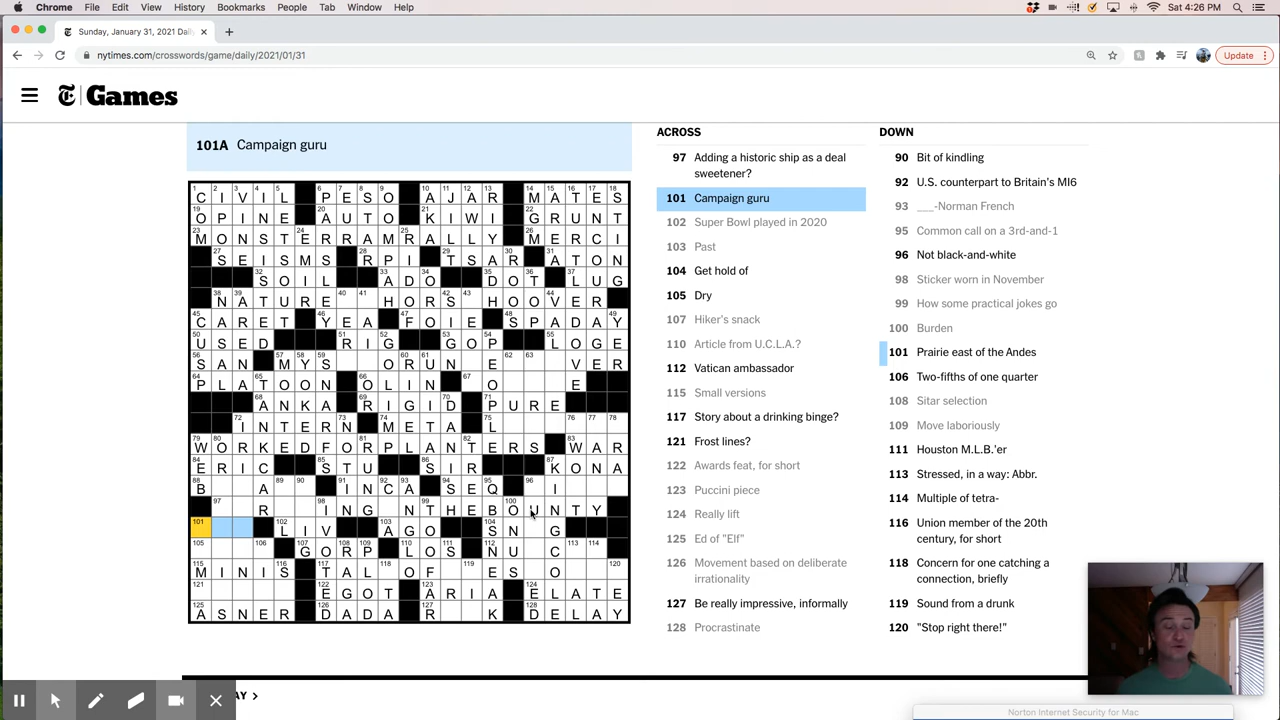 Chrome File Edit View History Bookmarks People Tab Window Help
Sat 4:26 PM
Sunday, January 31, 2021 Dail
nytimes.com/crosswords/game/daily/2021/01/31
Update
Games
101A Campaign guru
ACROSS
97 Adding a historic ship as a deal
sweetener?
101 Campaign guru
102 Super Bowl played in 2020
103 Past
104 Get hold of
105 Dry
107 Hiker's snack
110 Article from U.C.L.A.?
112 Vatican ambassador
115 Small versions
117 Story about a drinking binge?
121 Frost lines?
122 Awards feat, for short
123 Puccini piece
124 Really lift
125 Ed of "Elf"
126 Movement based on deliberate
irrationality
127 Be really impressive, informally
128 Procrastinate
DOWN
90 Bit of kindling
92 U.S. counterpart to Britain's MI6
93 ___-Norman French
95 Common call on a 3rd-and-1
96 Not black-and-white
98 Sticker worn in November
99 How some practical jokes go
100 Burden
101 Prairie east of the Andes
106 Two-fifths of one quarter
108 Sitar selection
109 Move laboriously
111 Houston M.L.B.'er
113 Stressed, in a way: Abbr.
114 Multiple of tetra-
116 Union member of the 20th
century, for short
118 Concern for one catching a
connection, briefly
119 Sound from a drunk
120 "Stop right there!"
C I V I L P E S O A J A R M A T E S
O P I N E A U T O K I W I G R U N T
M O N S T E R R A M R A L L Y M E R C I
S E I S M S R P I T S A R A T O N
S O I L A D O D O T L U G
N A T U R E H O R S H O O V E R
C A R E T Y E A F O I E S P A D A Y
U S E D R I G G O P L O G E
S A N M Y S O R U N E V E R
P L A T O O N O L I N O E
A N K A R I G I D P U R E
I N T E R N M E T A L
W O R K E D F O R P L A N T E R S W A R
E R I C S T U S I R K O N A
B A I N C A S E Q I
R I N G N T H E B O U N T Y
L I V A G O S N G
G O R P L O S N U C
M I N I S T A L O F E S O
E G O T A R I A E L A T E
A S N E R D A D A R K D E L A Y
AY
Norton Internet Security for Mac